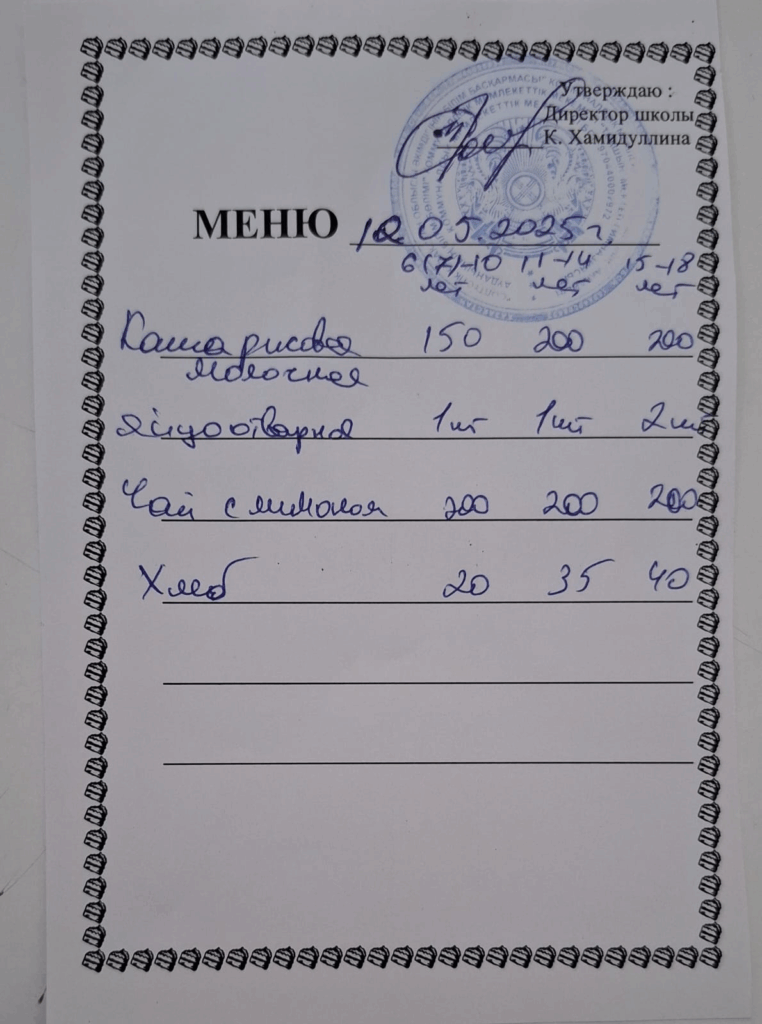 Утверждаю :
Директор школы
К. Хамидуллина
МЕНЮ 12 05.2025г
6(7)-10 11-14 15-18
лет лет лет
Каша рисовая 150 200 200
молочная
яйцо отварная 1шт 1шт 2шт
Чай с лимоном 200 200 200
Хлеб 20 35 40